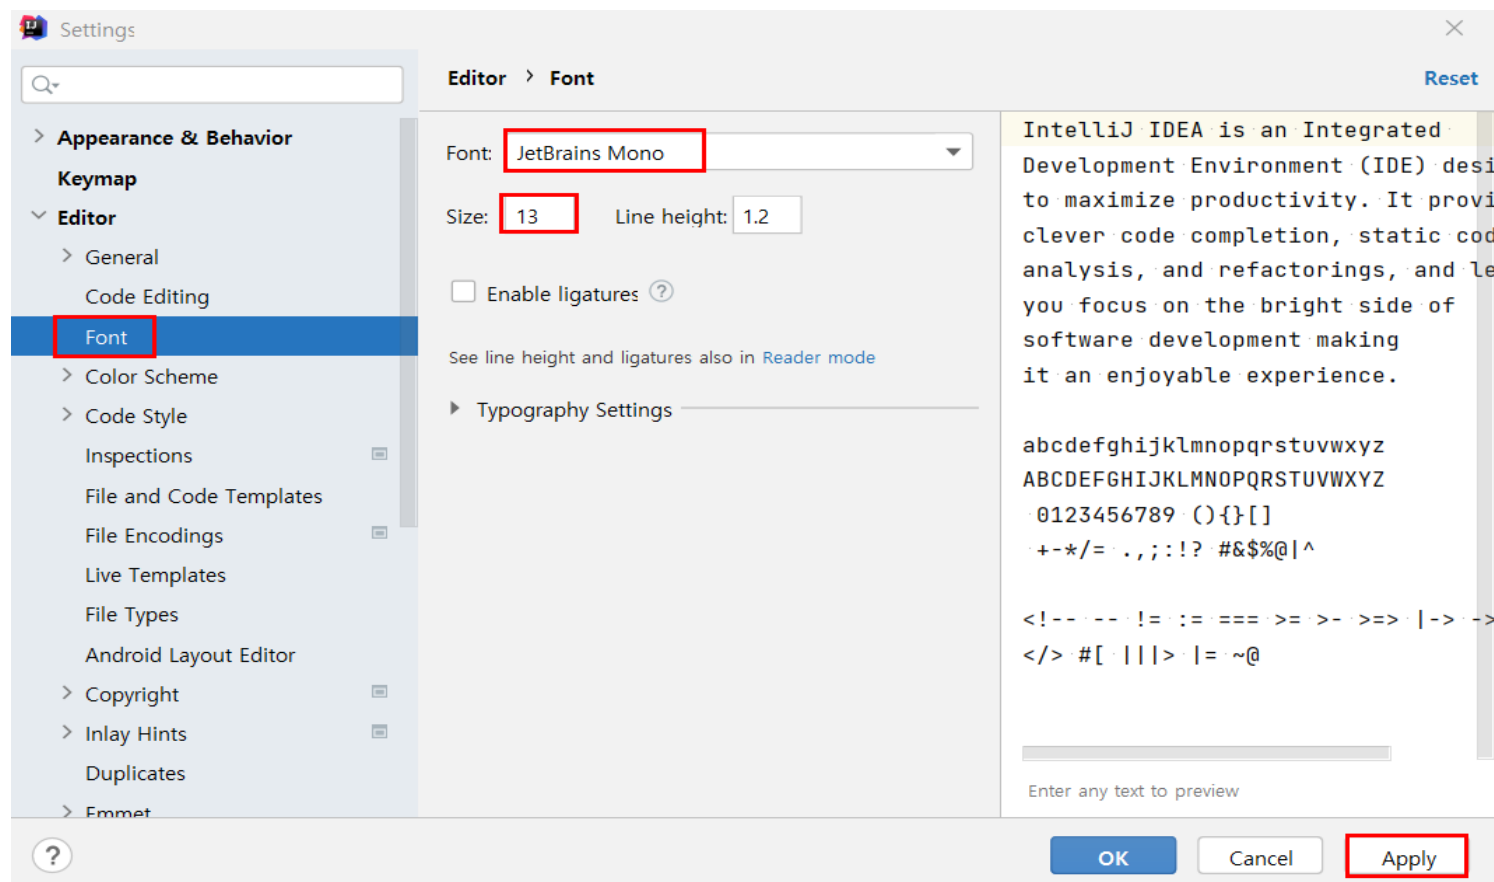 Settings
Editor > Font
Reset
Appearance & Behavior
Keymap
Editor
General
Code Editing
Font
Color Scheme
Code Style
Inspections
File and Code Templates
File Encodings
Live Templates
File Types
Android Layout Editor
Copyright
Inlay Hints
Duplicates
Emmet
Font: JetBrains Mono
Size: 13 Line height: 1.2
Enable ligatures ?
See line height and ligatures also in Reader mode
Typography Settings
IntelliJ IDEA is an Integrated
Development Environment (IDE) desi
to maximize productivity. It provi
clever code completion, static cod
analysis, and refactorings, and le
you focus on the bright side of
software development making
it an enjoyable experience.
abcdefghijklmnopqrstuvwxyz
ABCDEFGHIJKLMNOPQRSTUVWXYZ
0123456789 (){}[]
+-*/= .,;:!? #&$%@|^
<!-- -- != := === >= >- >=> |-> ->
</> #[ |||> |= ~@
Enter any text to preview
? OK Cancel Apply